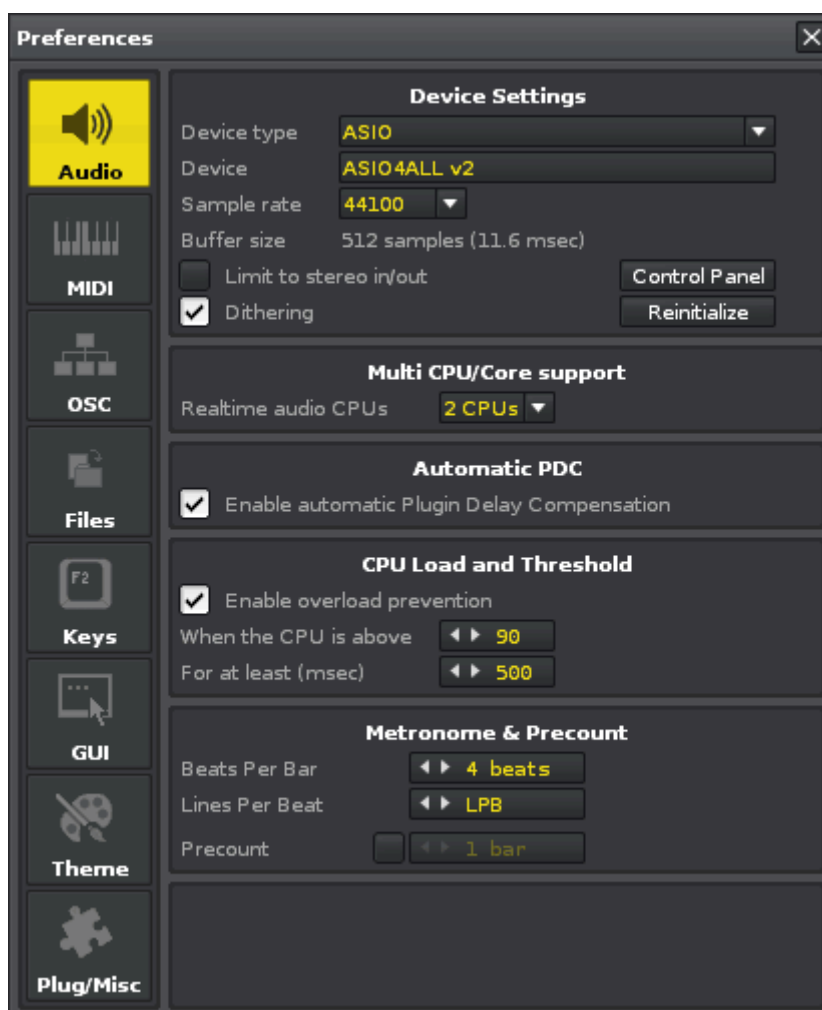 Preferences
Audio
MIDI
OSC
Files
F2
Keys
GUI
Theme
Plug/Misc
Device Settings
Device type ASIO
Device ASIO4ALL v2
Sample rate 44100
Buffer size 512 samples (11.6 msec)
Limit to stereo in/out Control Panel
Dithering Reinitialize
Multi CPU/Core support
Realtime audio CPUs 2 CPUs
Automatic PDC
Enable automatic Plugin Delay Compensation
CPU Load and Threshold
Enable overload prevention
When the CPU is above 90
For at least (msec) 500
Metronome & Precount
Beats Per Bar 4 beats
Lines Per Beat LPB
Precount 1 bar